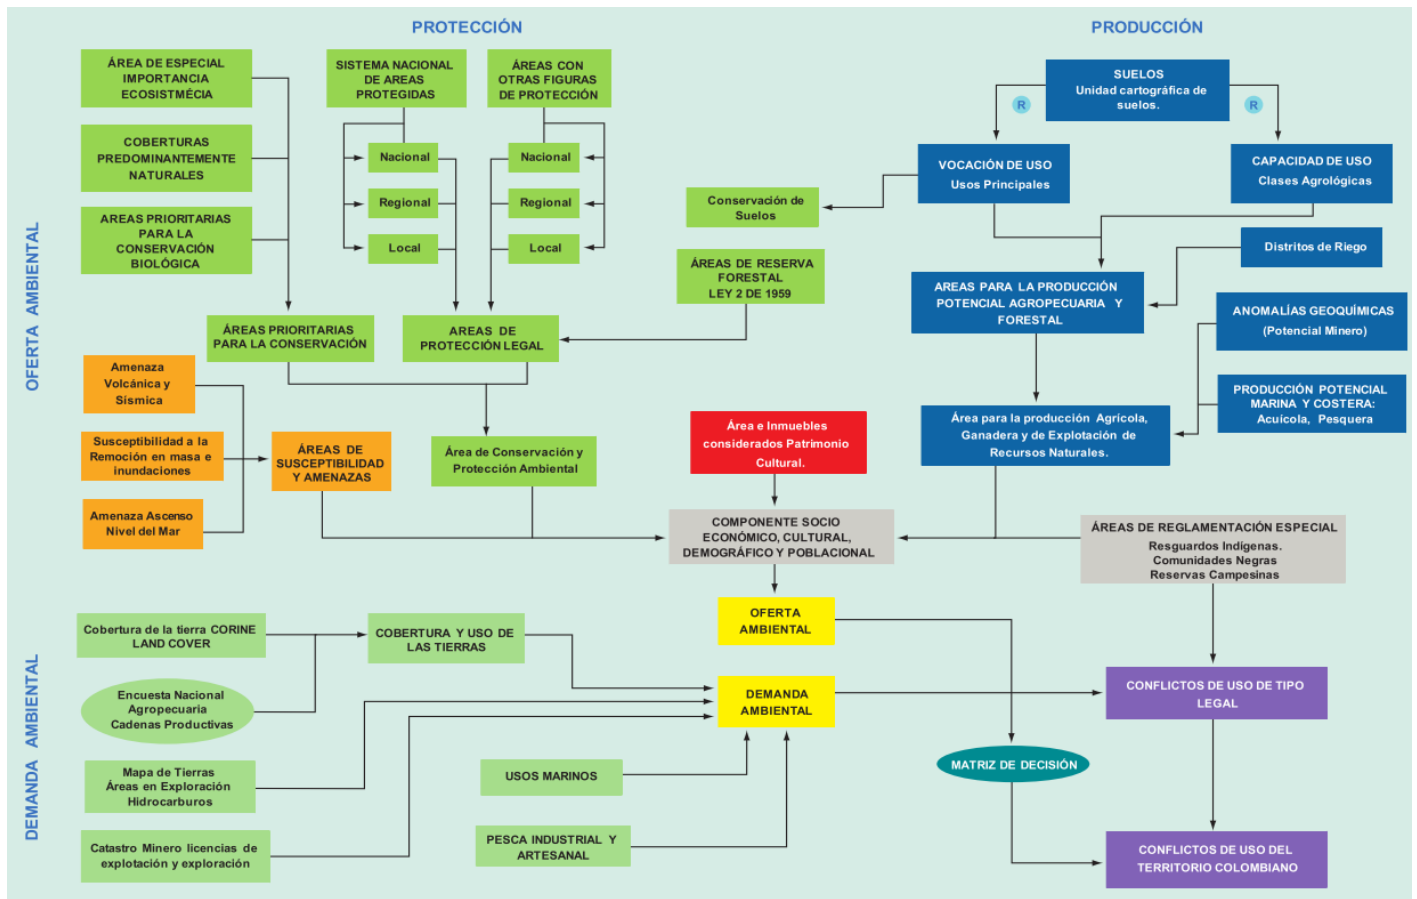 PROTECCIÓN
PRODUCCIÓN
OFERTA AMBIENTAL
DEMANDA AMBIENTAL
ÁREA DE ESPECIAL
IMPORTANCIA
ECOSISTMÉCIA
COBERTURAS
PREDOMINANTEMENTE
NATURALES
AREAS PRIORITARIAS
PARA LA
CONSERVACIÓN
BIOLÓGICA
SISTEMA NACIONAL
DE AREAS
PROTEGIDAS
Nacional
Regional
Local
ÁREAS CON
OTRAS FIGURAS
DE PROTECCIÓN
Nacional
Regional
Local
Conservación de
Suelos
ÁREAS DE RESERVA
FORESTAL
LEY 2 DE 1959
ÁREAS PRIORITARIAS
PARA LA CONSERVACIÓN
AREAS DE
PROTECCIÓN LEGAL
SUELOS
Unidad cartográfica de
suelos.
R
R
VOCACIÓN DE USO
Usos Principales
CAPACIDAD DE USO
Clases Agrológicas
Distritos de Riego
AREAS PARA LA PRODUCCIÓN
POTENCIAL AGROPECUARIA Y
FORESTAL
ANOMALÍAS GEOQUÍMICAS
(Potencial Minero)
PRODUCCIÓN POTENCIAL
MARINA Y COSTERA:
Acuícola, Pesquera
Área para la producción Agrícola,
Ganadera y de Explotación de
Recursos Naturales.
Amenaza
Volcánica y
Sísmica
Susceptibilidad a la
Remoción en masa e
inundaciones
Amenaza Ascenso
Nivel del Mar
ÁREAS DE
SUSCEPTIBILIDAD
Y AMENAZAS
Área de Conservación y
Protección Ambiental
Área e Inmuebles
considerados Patrimonio
Cultural.
COMPONENTE SOCIO
ECONÓMICO, CULTURAL,
DEMOGRÁFICO Y POBLACIONAL
ÁREAS DE REGLAMENTACIÓN ESPECIAL
Resguardos Indígenas.
Comunidades Negras
Reservas Campesinas
OFERTA
AMBIENTAL
Cobertura de la tierra CORINE
LAND COVER
COBERTURA Y USO DE
LAS TIERRAS
Encuesta Nacional
Agropecuaria
Cadenas Productivas
DEMANDA
AMBIENTAL
CONFLICTOS DE USO DE TIPO
LEGAL
Mapa de Tierras
Áreas en Exploración
Hidrocarburos
USOS MARINOS
MATRIZ DE DECISIÓN
Catastro Minero licencias de
explotación y exploración
PESCA INDUSTRIAL Y
ARTESANAL
CONFLICTOS DE USO DEL
TERRITORIO COLOMBIANO